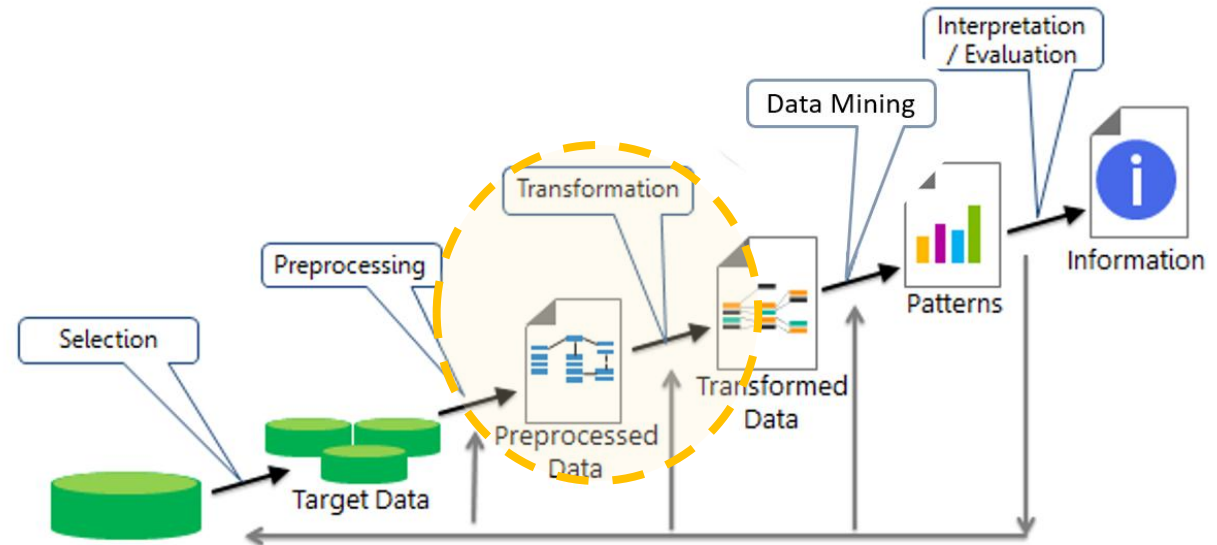 Interpretation
/ Evaluation
Data Mining
Transformation
Preprocessing
Selection
Information
Patterns
Transformed
Data
Preprocessed
Data
Target Data